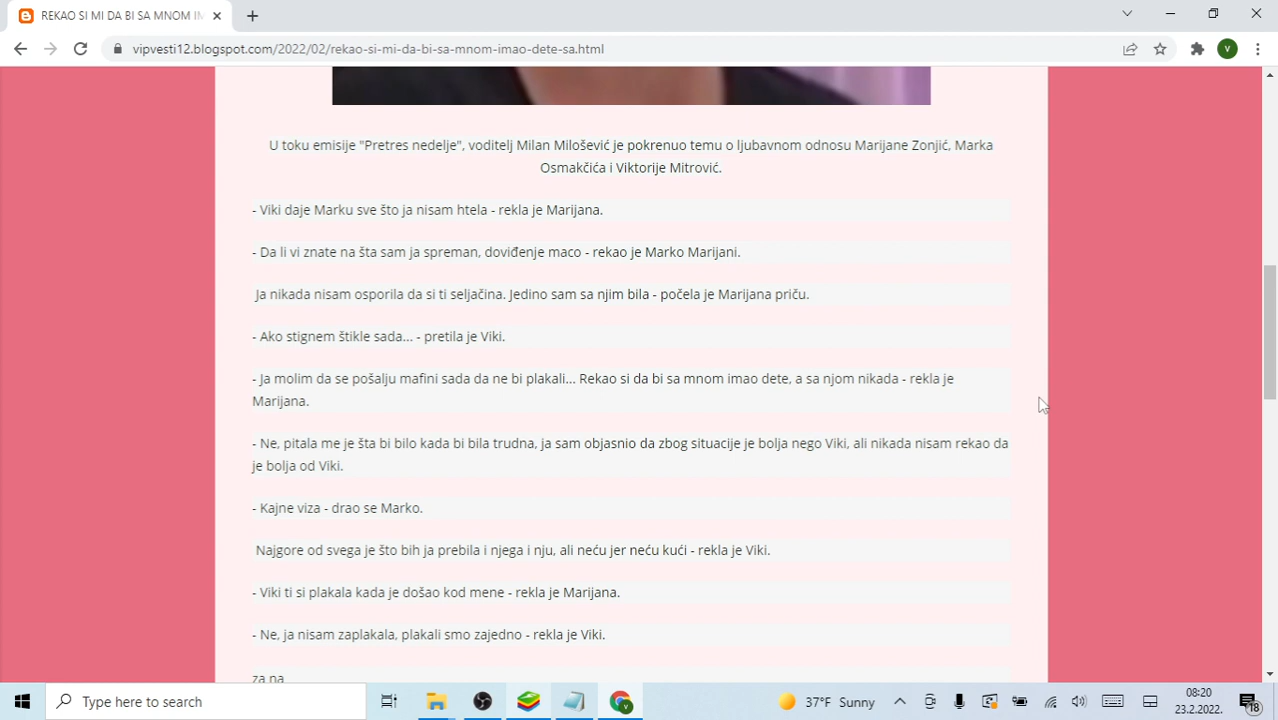 REKAO SI MI DA BI SA MNOM IM
vipvesti12.blogspot.com/2022/02/rekao-si-mi-da-bi-sa-mnom-imao-dete-sa.html
V
U toku emisije "Pretres nedelje", voditelj Milan Milošević je pokrenuo temu o ljubavnom odnosu Marijane Zonjić, Marka
Osmakčića i Viktorije Mitrović.
- Viki daje Marku sve što ja nisam htela - rekla je Marijana.
- Da li vi znate na šta sam ja spreman, doviđenje maco - rekao je Marko Marijani.
Ja nikada nisam osporila da si ti seljačina. Jedino sam sa njim bila - počela je Marijana priču.
- Ako stignem štikle sada... - pretila je Viki.
- Ja molim da se pošalju mafini sada da ne bi plakali... Rekao si da bi sa mnom imao dete, a sa njom nikada - rekla je
Marijana.
- Ne, pitala me je šta bi bilo kada bi bila trudna, ja sam objasnio da zbog situacije je bolja nego Viki, ali nikada nisam rekao da
je bolja od Viki.
- Kajne viza - drao se Marko.
Najgore od svega je što bih ja prebila i njega i nju, ali neću jer neću kući - rekla je Viki.
- Viki ti si plakala kada je došao kod mene - rekla je Marijana.
- Ne, ja nisam zaplakala, plakali smo zajedno - rekla je Viki.
za na
Type here to search
37°F Sunny
08:20
23.2.2022.
18